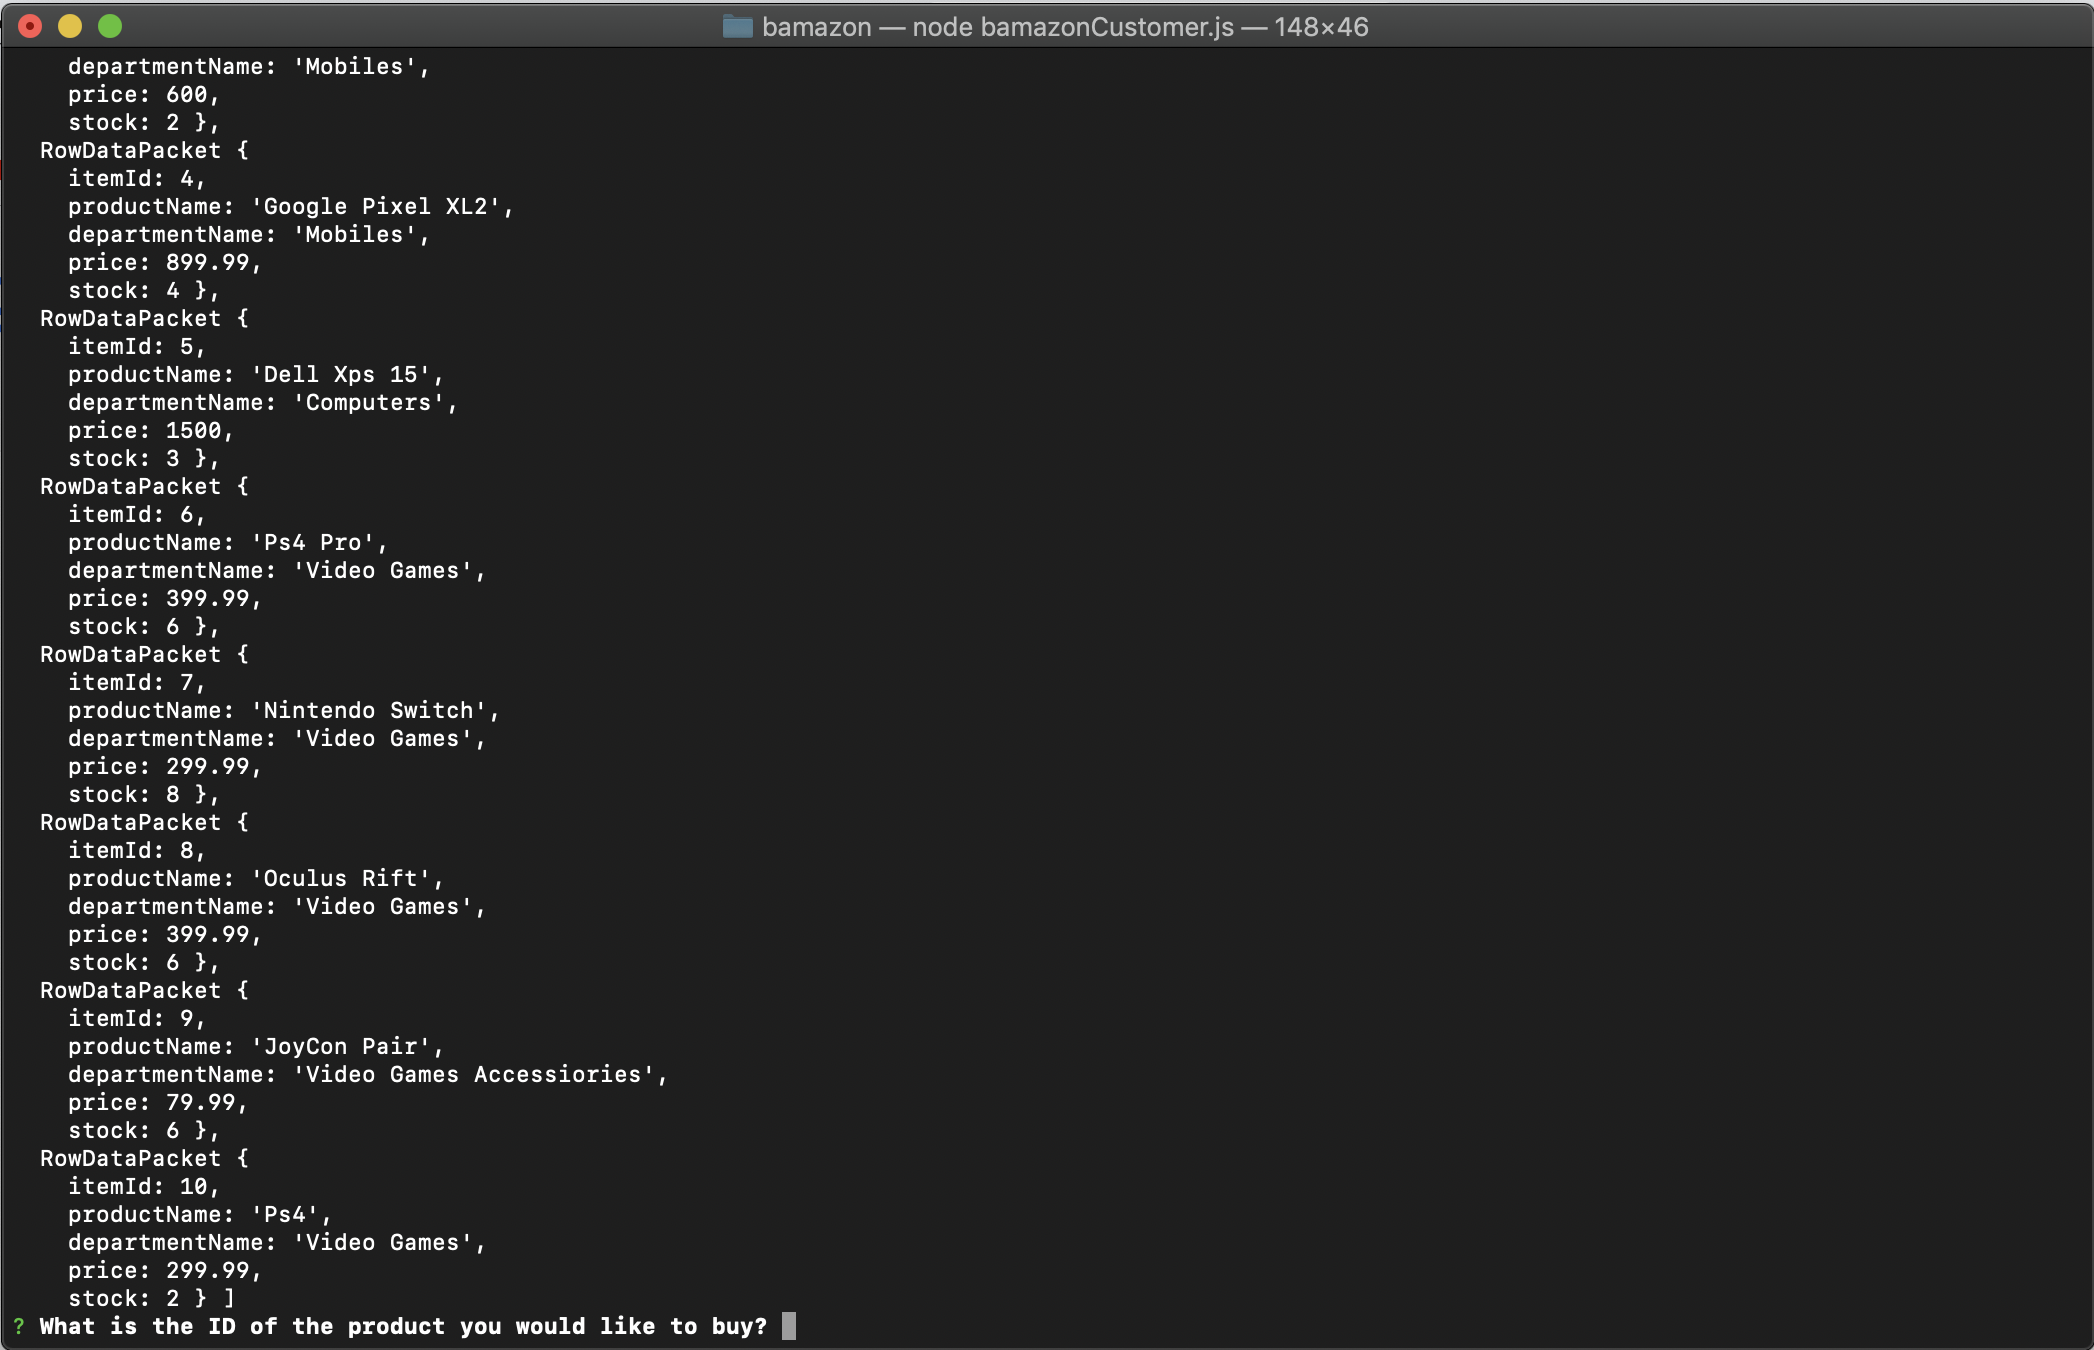 bamazon — node bamazonCustomer.js — 148×46
departmentName: 'Mobiles',
price: 600,
stock: 2 },
RowDataPacket {
itemId: 4,
productName: 'Google Pixel XL2',
departmentName: 'Mobiles',
price: 899.99,
stock: 4 },
RowDataPacket {
itemId: 5,
productName: 'Dell Xps 15',
departmentName: 'Computers',
price: 1500,
stock: 3 },
RowDataPacket {
itemId: 6,
productName: 'Ps4 Pro',
departmentName: 'Video Games',
price: 399.99,
stock: 6 },
RowDataPacket {
itemId: 7,
productName: 'Nintendo Switch',
departmentName: 'Video Games',
price: 299.99,
stock: 8 },
RowDataPacket {
itemId: 8,
productName: 'Oculus Rift',
departmentName: 'Video Games',
price: 399.99,
stock: 6 },
RowDataPacket {
itemId: 9,
productName: 'JoyCon Pair',
departmentName: 'Video Games Accessiories',
price: 79.99,
stock: 6 },
RowDataPacket {
itemId: 10,
productName: 'Ps4',
departmentName: 'Video Games',
price: 299.99,
stock: 2 } ]
? What is the ID of the product you would like to buy?